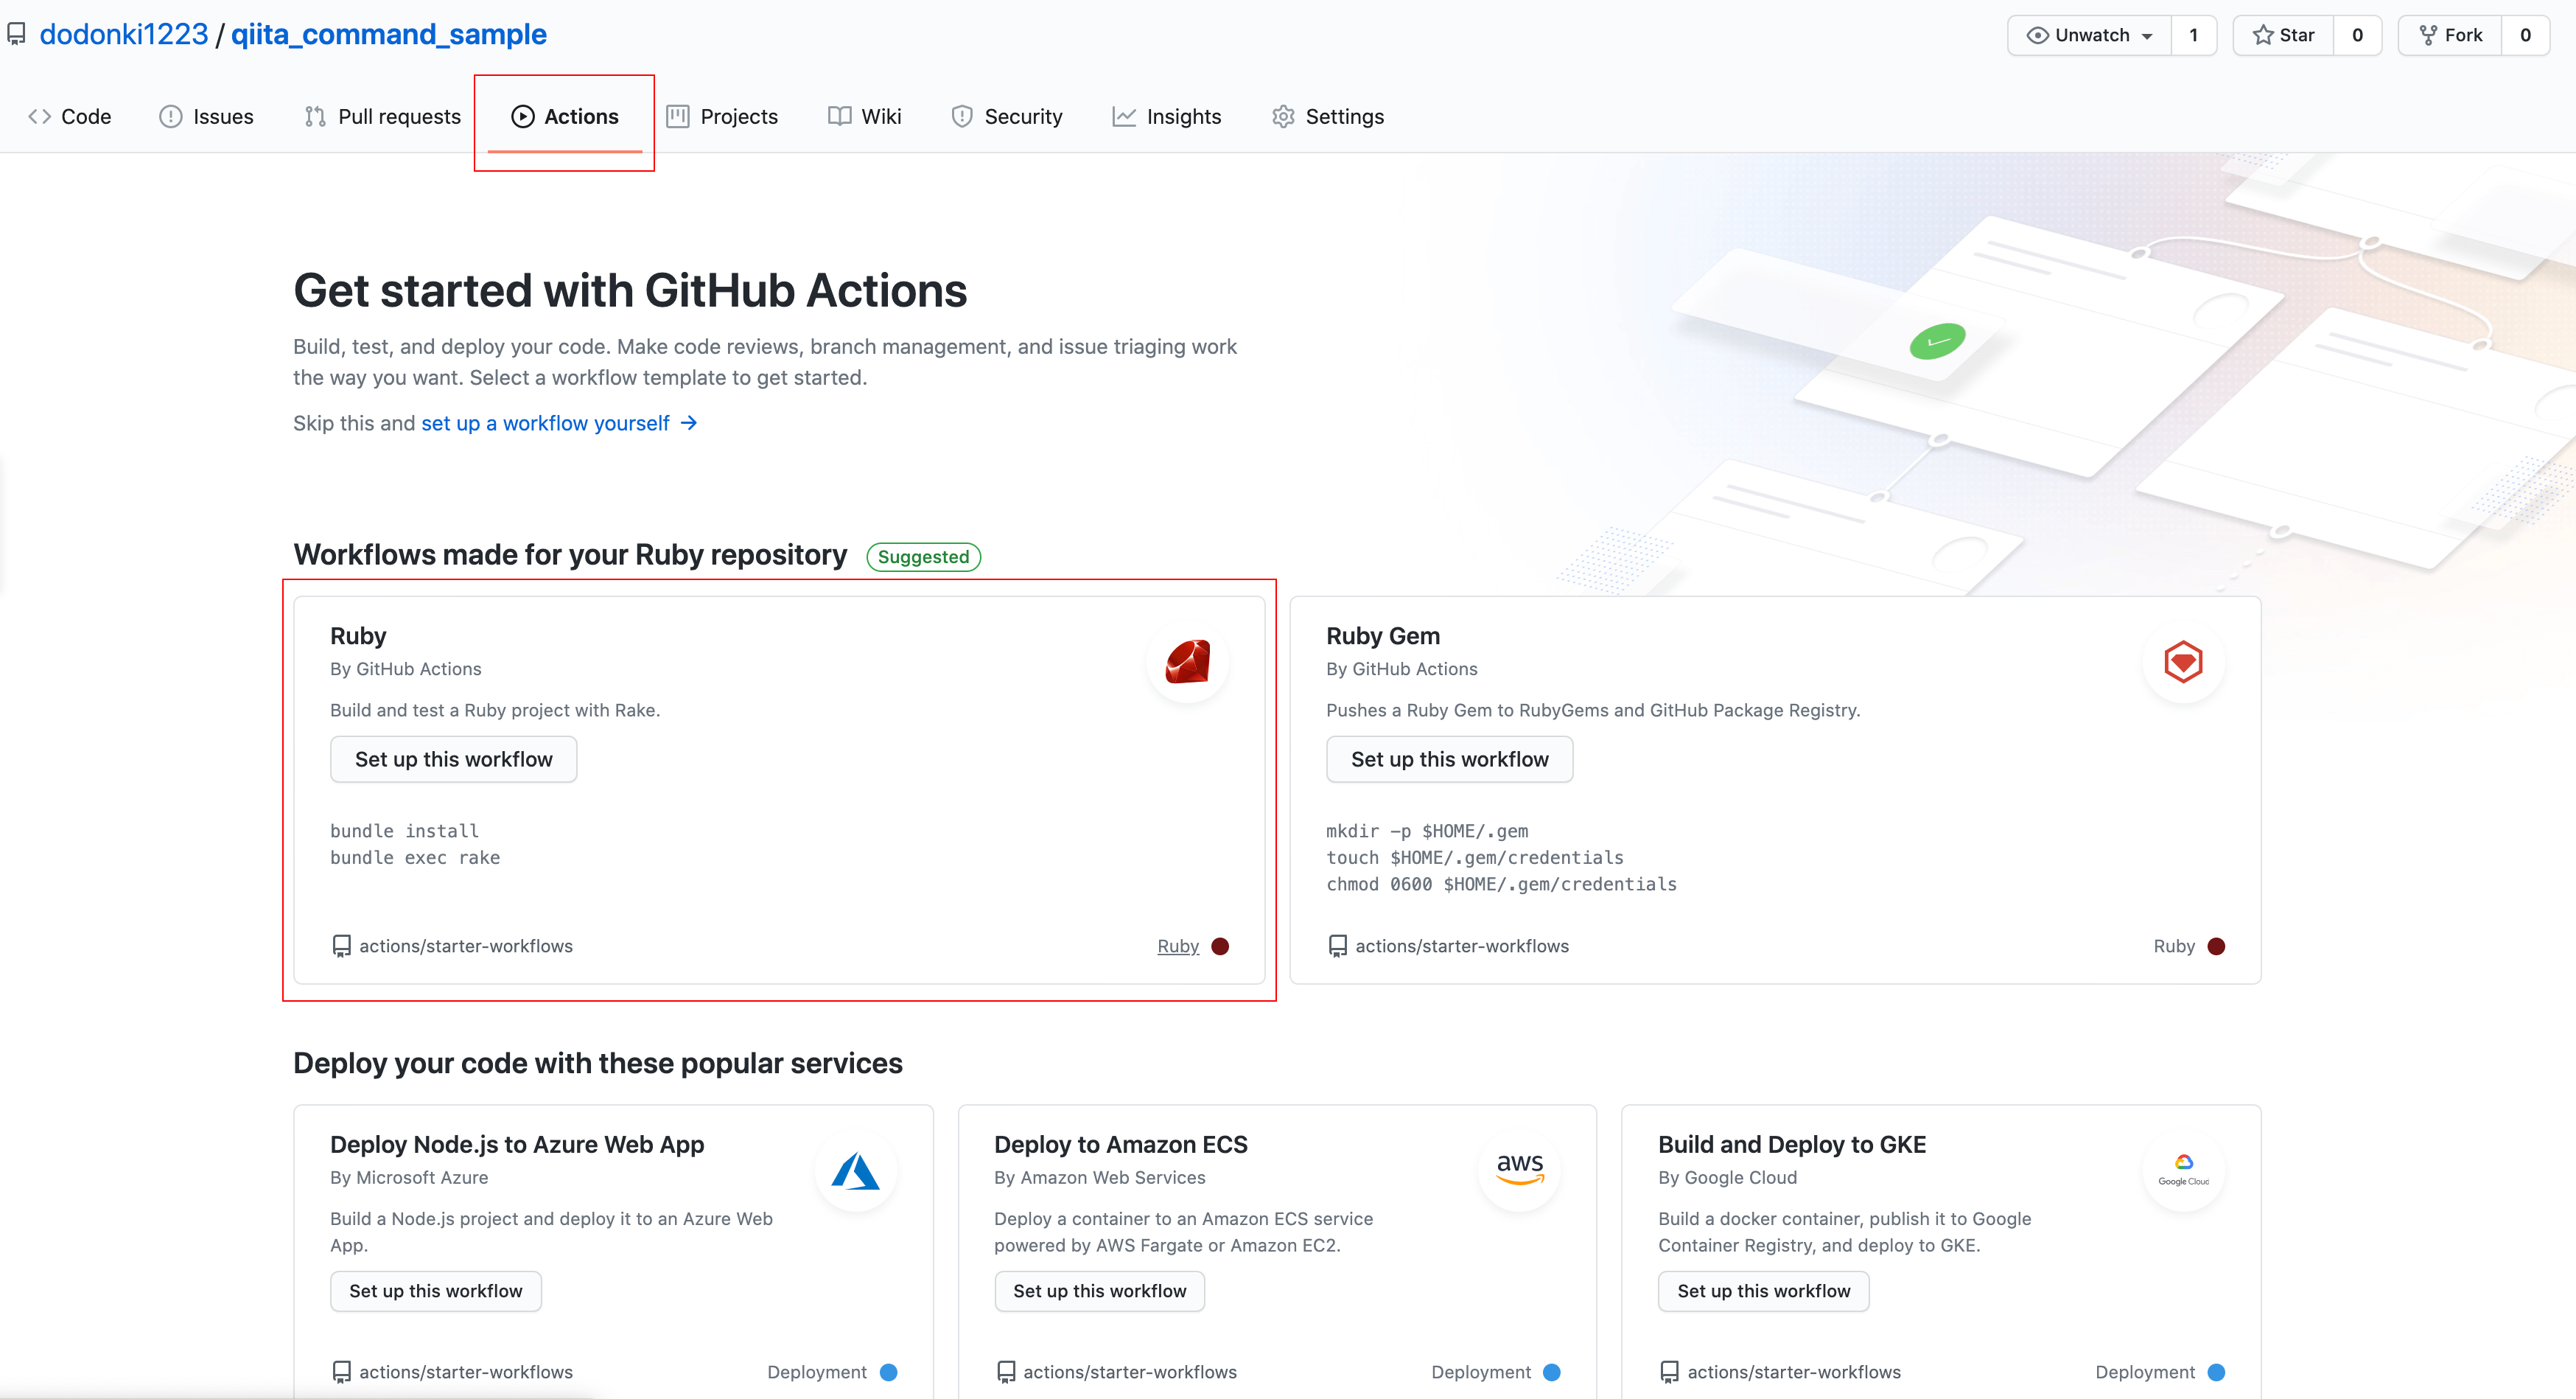 dodonki1223 / qiita_command_sample
Unwatch 1 Star 0 Fork 0
Code Issues Pull requests Actions Projects Wiki Security Insights Settings
Get started with GitHub Actions
Build, test, and deploy your code. Make code reviews, branch management, and issue triaging work
the way you want. Select a workflow template to get started.
Skip this and set up a workflow yourself →
Workflows made for your Ruby repository Suggested
Ruby
By GitHub Actions
Build and test a Ruby project with Rake.
Set up this workflow
bundle install
bundle exec rake
actions/starter-workflows Ruby
Ruby Gem
By GitHub Actions
Pushes a Ruby Gem to RubyGems and GitHub Package Registry.
Set up this workflow
mkdir -p $HOME/.gem
touch $HOME/.gem/credentials
chmod 0600 $HOME/.gem/credentials
actions/starter-workflows Ruby
Deploy your code with these popular services
Deploy Node.js to Azure Web App
By Microsoft Azure
Build a Node.js project and deploy it to an Azure Web
App.
Set up this workflow
actions/starter-workflows Deployment
Deploy to Amazon ECS
aws
By Amazon Web Services
Deploy a container to an Amazon ECS service
powered by AWS Fargate or Amazon EC2.
Set up this workflow
actions/starter-workflows Deployment
Build and Deploy to GKE
By Google Cloud
Google Cloud
Build a docker container, publish it to Google
Container Registry, and deploy to GKE.
Set up this workflow
actions/starter-workflows Deployment